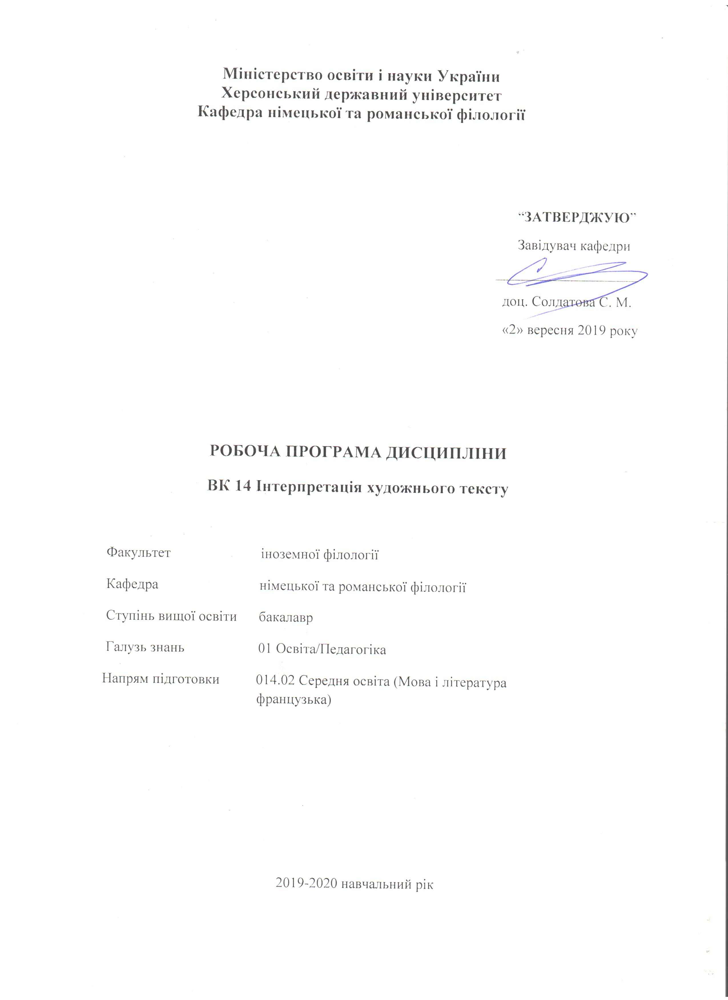 Міністерство освіти і науки України
Херсонський державний університет
Кафедра німецької та романської філології
“ЗАТВЕРДЖУЮ”
Завідувач кафедри
доц. Солдатова С. М.
«2» вересня 2019 року
РОБОЧА ПРОГРАМА ДИСЦИПЛІНИ
ВК 14 Інтерпретація художнього тексту
Факультет іноземної філології
Кафедра німецької та романської філології
Ступінь вищої освіти бакалавр
Галузь знань 01 Освіта/Педагогіка
Напрям підготовки 014.02 Середня освіта (Мова і література
французька)
2019-2020 навчальний рік